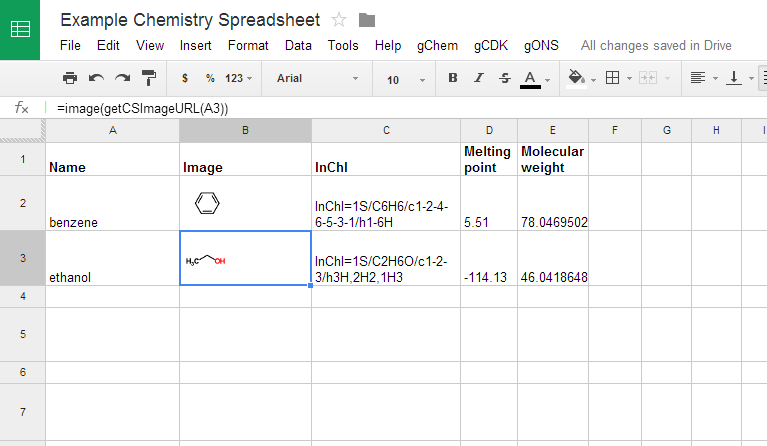 Example Chemistry Spreadsheet
File Edit View Insert Format Data Tools Help gChem gCDK gONS All changes saved in Drive
$ % 123 Arial 10 B I S A
fx =image(getCSImageURL(A3))
A B C D E F G H I
Melting Molecular
1 Name Image InChI point weight
2 InChI=1S/C6H6/c1-2-4-
benzene 6-5-3-1/h1-6H 5.51 78.0469502
3 H3C OH InChI=1S/C2H6O/c1-2-
ethanol 3/h3H,2H2,1H3 -114.13 46.0418648
4
5
6
7